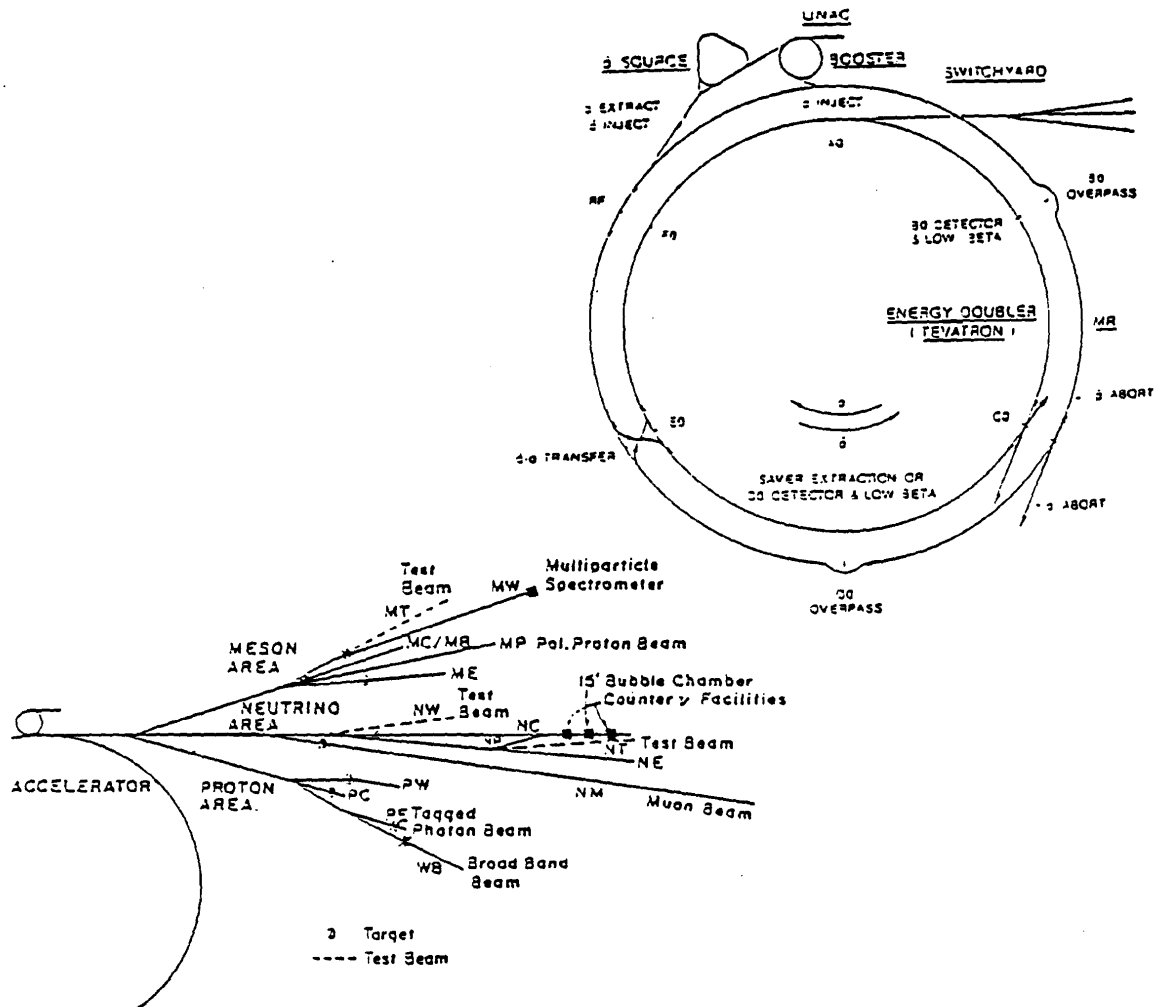 LINAC
p̄ SOURCE
BOOSTER
SWITCHYARD
p EXTRACT
p̄ INJECT
p INJECT
A0
B0
OVERPASS
RF
F0
B0 DETECTOR
& LOW BETA
ENERGY DOUBLER
( TEVATRON )
MR
p̄ ABORT
E0
C0
p
p̄
p̄-p TRANSFER
SAVER EXTRACTION OR
D0 DETECTOR & LOW BETA
p ABORT
D0
OVERPASS
Test
Beam
MW
Multiparticle
Spectrometer
MT
MESON
AREA
MC/MB
MP Pol. Proton Beam
ME
15' Bubble Chamber
Counter ν Facilities
NEUTRINO
AREA
NW
Test
Beam
NC
NT
Test Beam
NE
ACCELERATOR
PROTON
AREA.
PW
PC
NM
Muon Beam
PE Tagged
Photon Beam
WB
Broad Band
Beam
Target
Test Beam